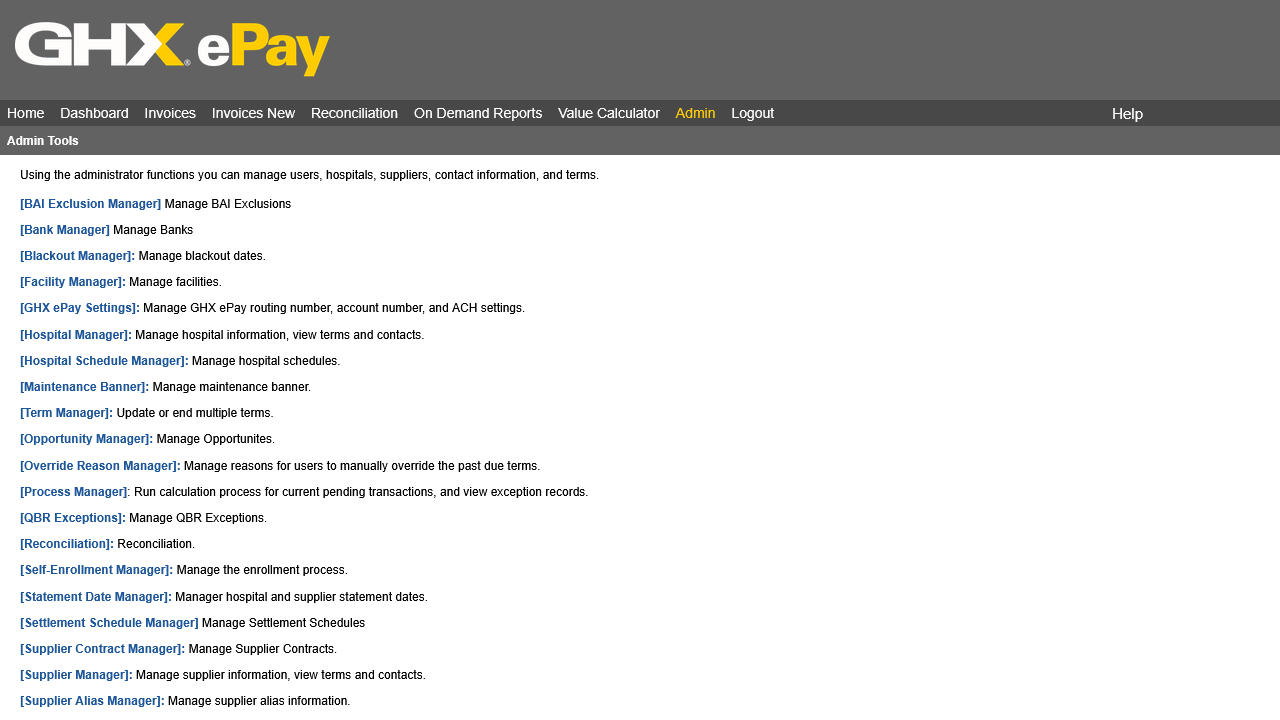 GHX® ePay
Home Dashboard Invoices Invoices New Reconciliation On Demand Reports Value Calculator Admin Logout Help
Admin Tools
Using the administrator functions you can manage users, hospitals, suppliers, contact information, and terms.
[BAI Exclusion Manager] Manage BAI Exclusions
[Bank Manager] Manage Banks
[Blackout Manager]: Manage blackout dates.
[Facility Manager]: Manage facilities.
[GHX ePay Settings]: Manage GHX ePay routing number, account number, and ACH settings.
[Hospital Manager]: Manage hospital information, view terms and contacts.
[Hospital Schedule Manager]: Manage hospital schedules.
[Maintenance Banner]: Manage maintenance banner.
[Term Manager]: Update or end multiple terms.
[Opportunity Manager]: Manage Opportunites.
[Override Reason Manager]: Manage reasons for users to manually override the past due terms.
[Process Manager]: Run calculation process for current pending transactions, and view exception records.
[QBR Exceptions]: Manage QBR Exceptions.
[Reconciliation]: Reconciliation.
[Self-Enrollment Manager]: Manage the enrollment process.
[Statement Date Manager]: Manager hospital and supplier statement dates.
[Settlement Schedule Manager] Manage Settlement Schedules
[Supplier Contract Manager]: Manage Supplier Contracts.
[Supplier Manager]: Manage supplier information, view terms and contacts.
[Supplier Alias Manager]: Manage supplier alias information.